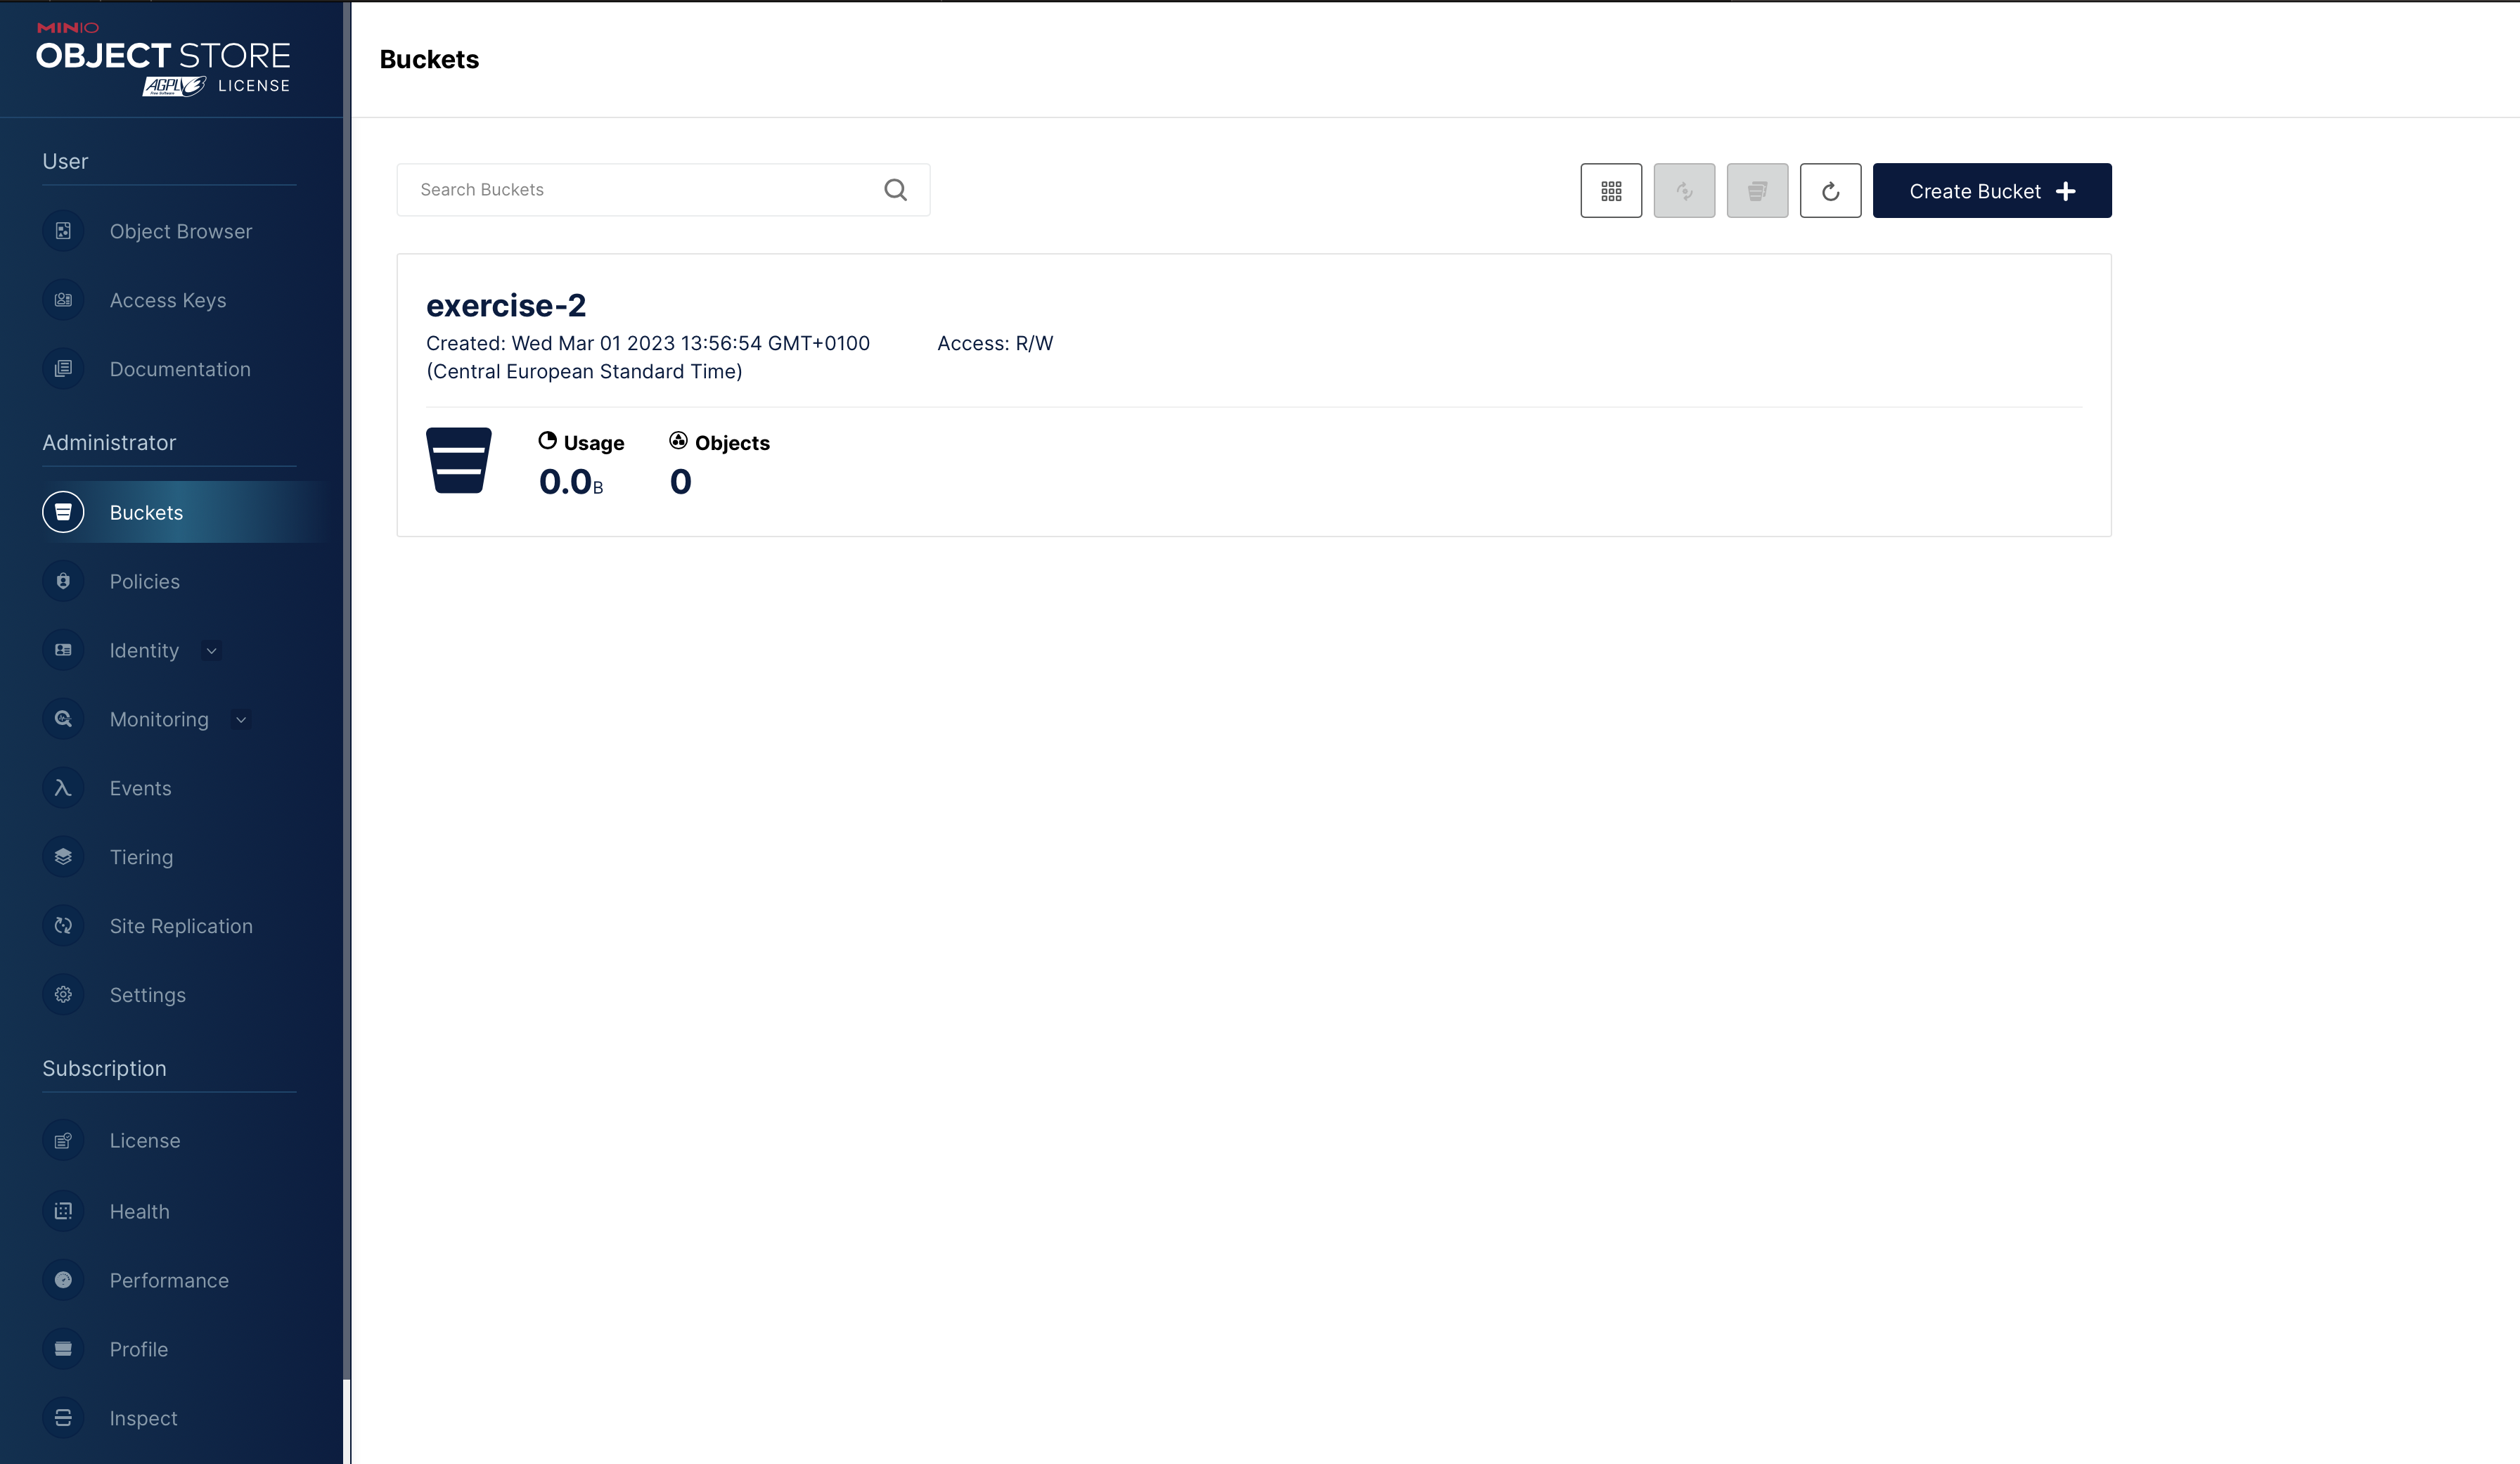 MINIO
OBJECT STORE
AGPLv3 LICENSE
Free Software
User
Object Browser
Access Keys
Documentation
Administrator
Buckets
Policies
Identity
Monitoring
Events
Tiering
Site Replication
Settings
Subscription
License
Health
Performance
Profile
Inspect
Buckets
Search Buckets
Create Bucket
exercise-2
Created: Wed Mar 01 2023 13:56:54 GMT+0100
(Central European Standard Time)
Access: R/W
Usage
0.0B
Objects
0